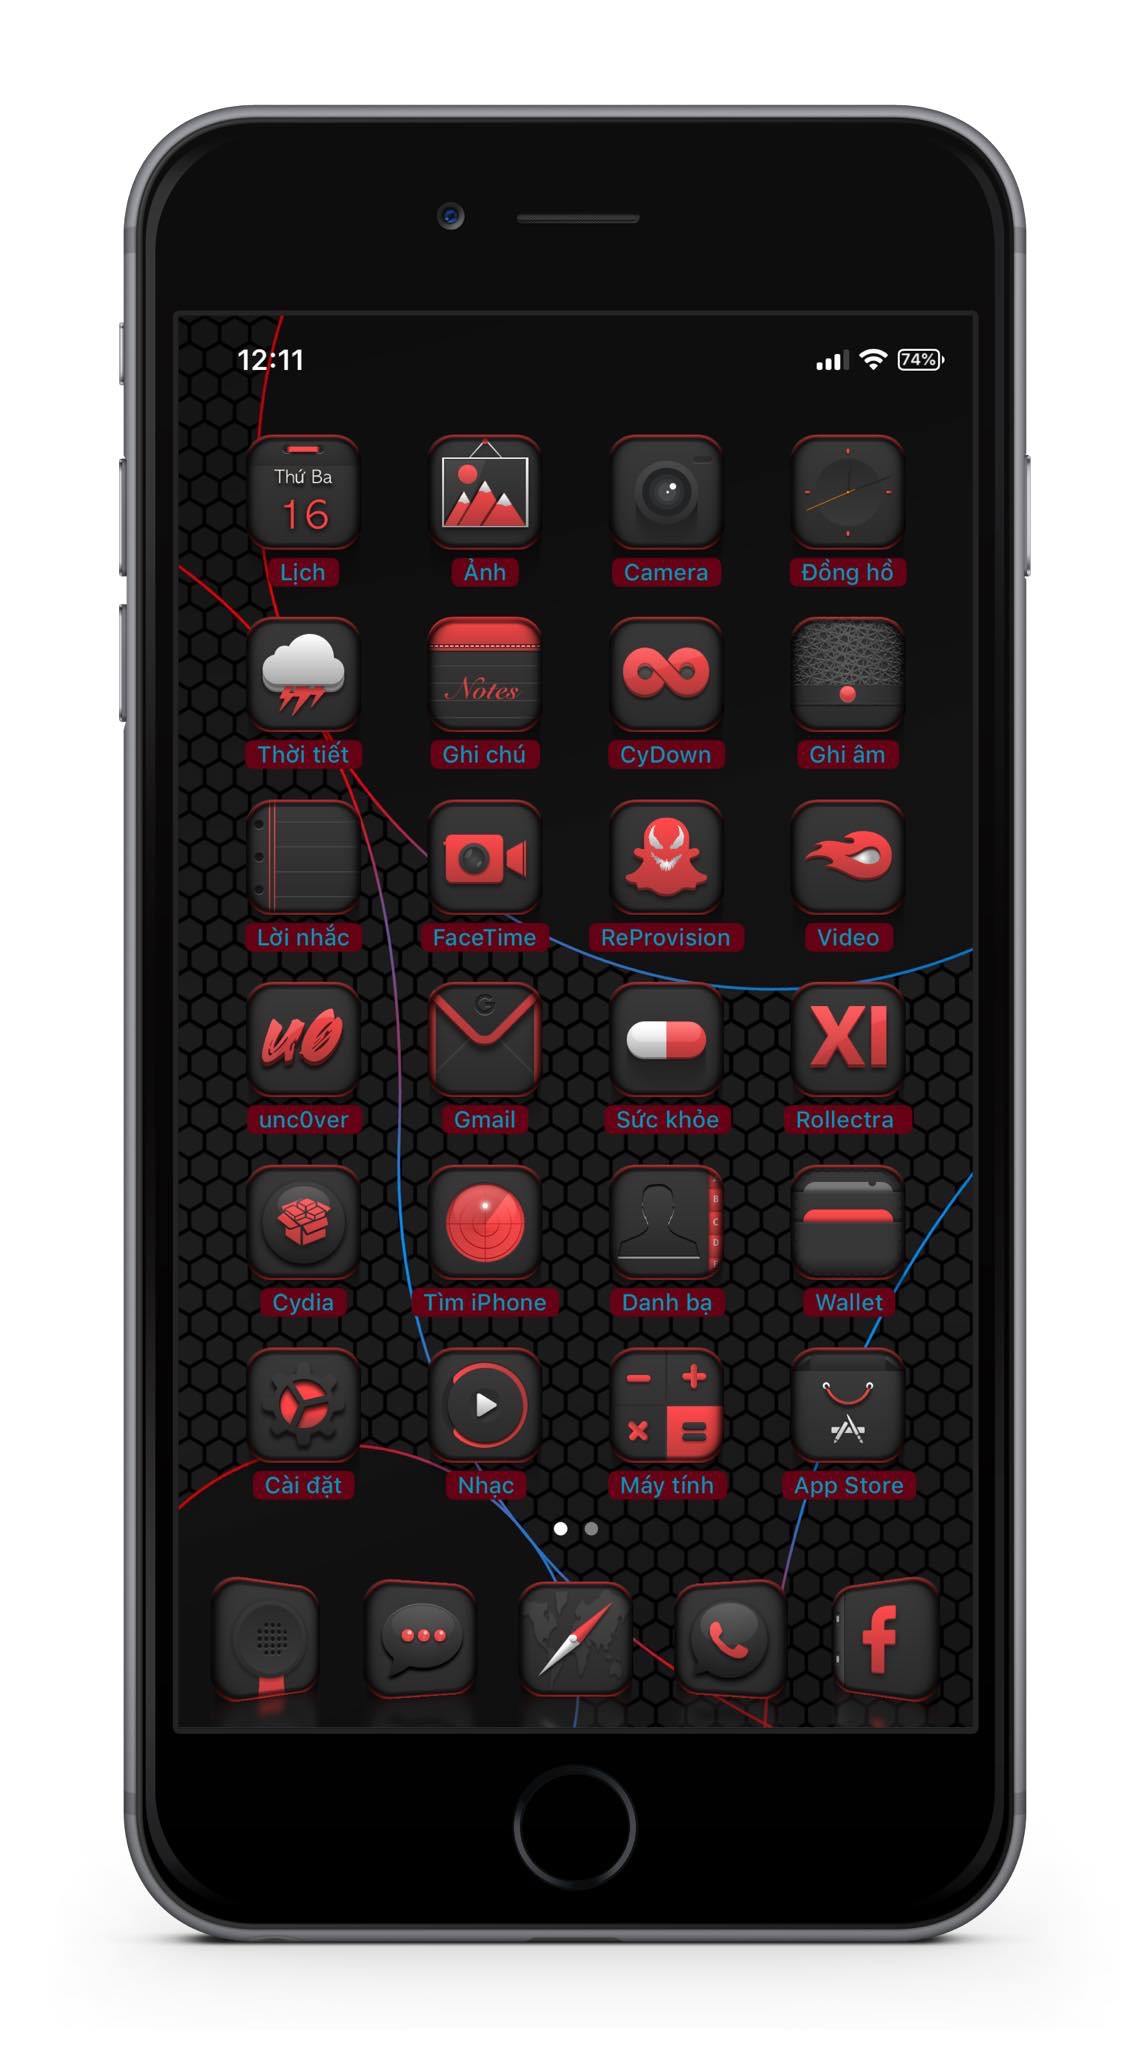 12:11
74%
Thứ Ba
16
Lịch
Ảnh
Camera
Đồng hồ
Notes
Thời tiết
Ghi chú
CyDown
Ghi âm
Lời nhắc
FaceTime
ReProvision
Video
u0
G
XI
unc0ver
Gmail
Sức khỏe
Rollectra
B
C
D
Cydia
Tìm iPhone
Danh bạ
Wallet
Cài đặt
Nhạc
Máy tính
App Store
f